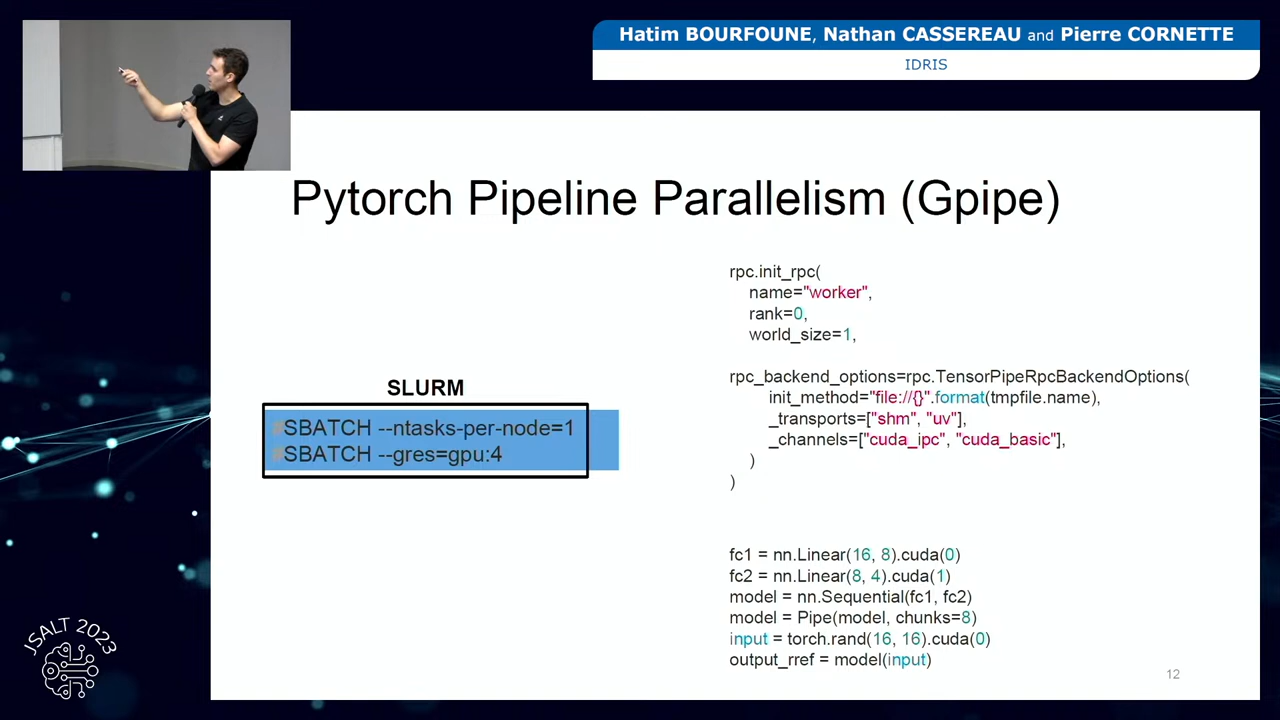 Hatim BOURFOUNE, Nathan CASSEREAU and Pierre CORNETTE
IDRIS
Pytorch Pipeline Parallelism (Gpipe)
SLURM
#SBATCH --ntasks-per-node=1
#SBATCH --gres=gpu:4
rpc.init_rpc(
name="worker",
rank=0,
world_size=1,
rpc_backend_options=rpc.TensorPipeRpcBackendOptions(
init_method="file://{}".format(tmpfile.name),
_transports=["shm", "uv"],
_channels=["cuda_ipc", "cuda_basic"],
)
)
fc1 = nn.Linear(16, 8).cuda(0)
fc2 = nn.Linear(8, 4).cuda(1)
model = nn.Sequential(fc1, fc2)
model = Pipe(model, chunks=8)
input = torch.rand(16, 16).cuda(0)
output_rref = model(input)
12
JSALT 2023